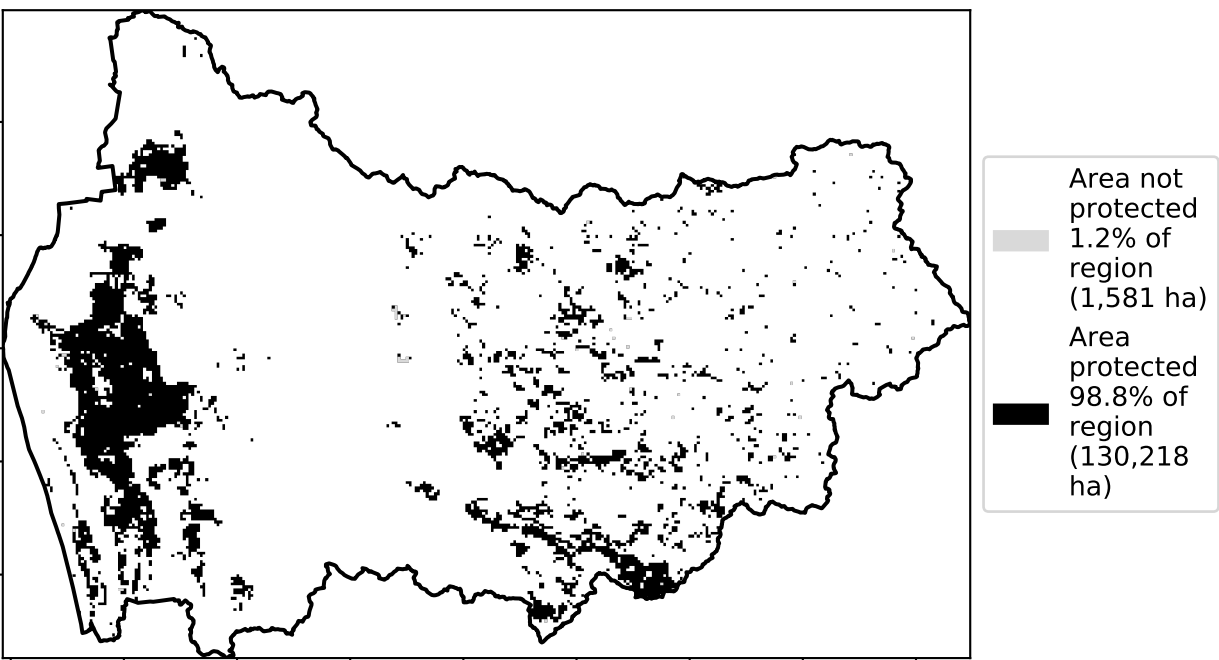 Area not
protected
1.2% of
region
(1,581 ha)
Area
protected
98.8% of
region
(130,218
ha)